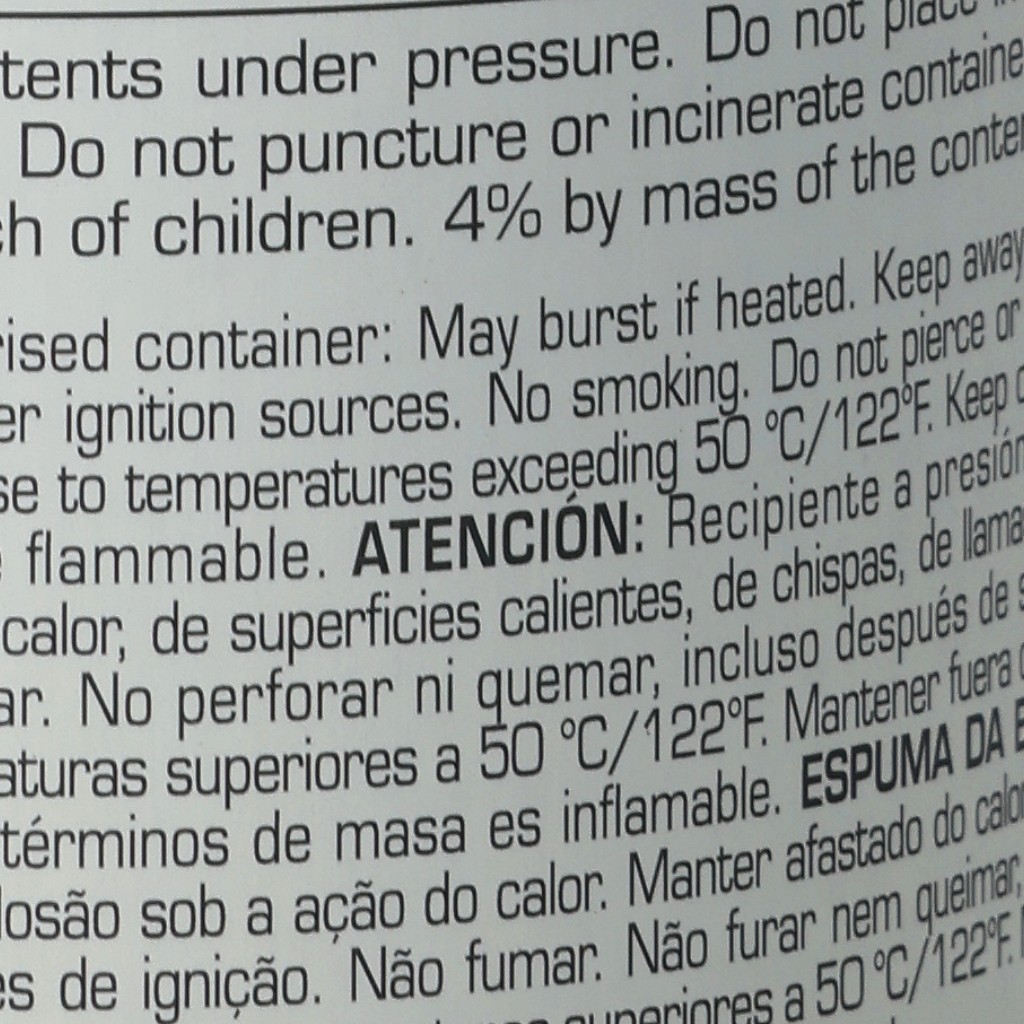 tents under pressure. Do not place
Do not puncture or incinerate containe
ch of children. 4% by mass of the conten
rised container: May burst if heated. Keep away
er ignition sources. No smoking. Do not pierce or
se to temperatures exceeding 50 °C/122°F. Keep o
flammable. ATENCIÓN: Recipiente a presión
calor, de superficies calientes, de chispas, de llama
ar. No perforar ni quemar, incluso después de s
aturas superiores a 50 °C/122°F. Mantener fuera d
términos de masa es inflamable. ESPUMA DA B
losão sob a ação do calor. Manter afastado do calor
es de ignição. Não fumar. Não furar nem queimar,
superiores a 50 °C/122°F.